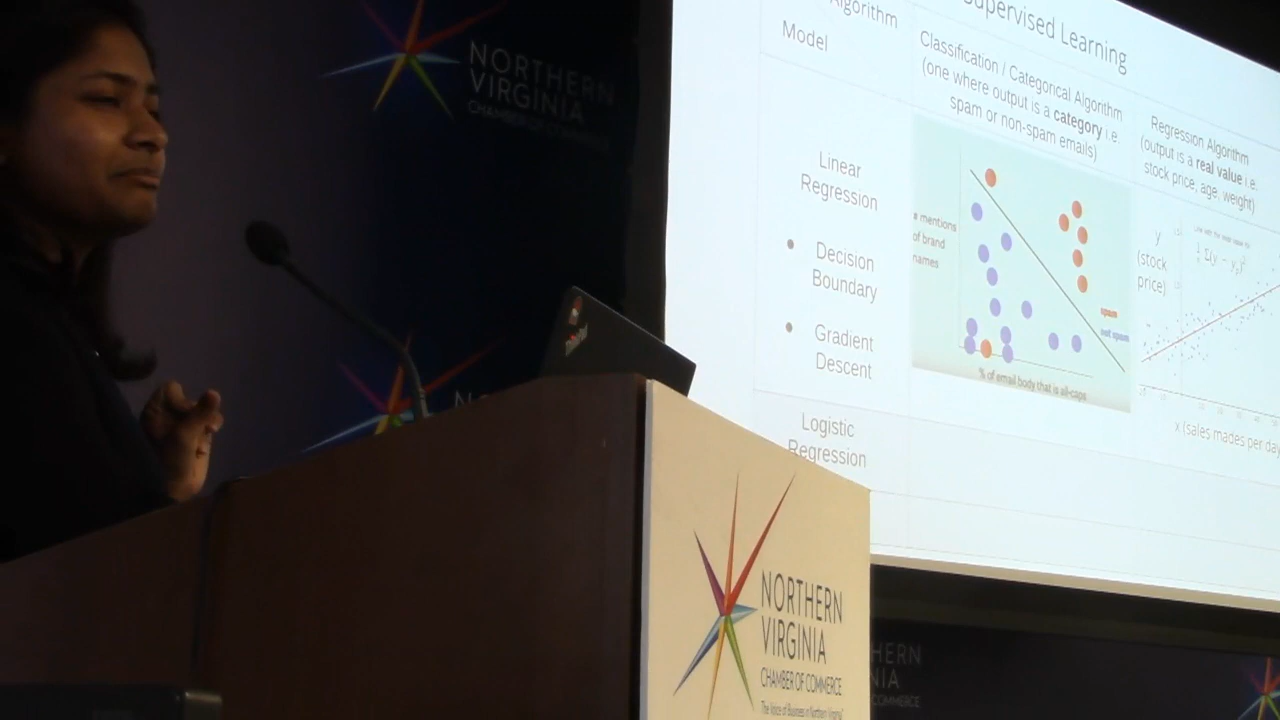 NORTHERN
VIRGINIA
CHAMBER OF COMMERCE
Supervised Learning
Algorithm
Model
Classification / Categorical Algorithm
(one where output is a category i.e.
spam or non-spam emails)
Regression Algorithm
(output is a real value i.e.
stock price, age, weight)
Linear
Regression
• Decision
Boundary
• Gradient
Descent
# mentions
of brand
names
spam
not spam
% of email body that is all-caps
y
(stock
price)
x (sales mades per day
Logistic
Regression
NORTHERN
VIRGINIA
CHAMBER OF COMMERCE
The Voice of Business in Northern Virginia
HERN
NIA
COMMERCE